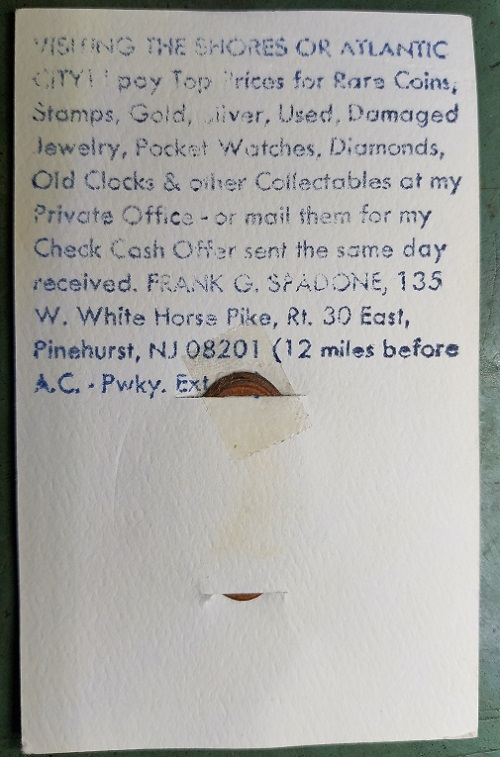 VISITING THE SHORES OR ATLANTIC
CITY! I pay Top Prices for Rare Coins,
Stamps, Gold, Silver, Used, Damaged
Jewelry, Pocket Watches, Diamonds,
Old Clocks & other Collectables at my
Private Office - or mail them for my
Check Cash Offer sent the same day
received. FRANK G. SPADONE, 135
W. White Horse Pike, Rt. 30 East,
Pinehurst, NJ 08201 (12 miles before
A.C. - Pwky. Ext